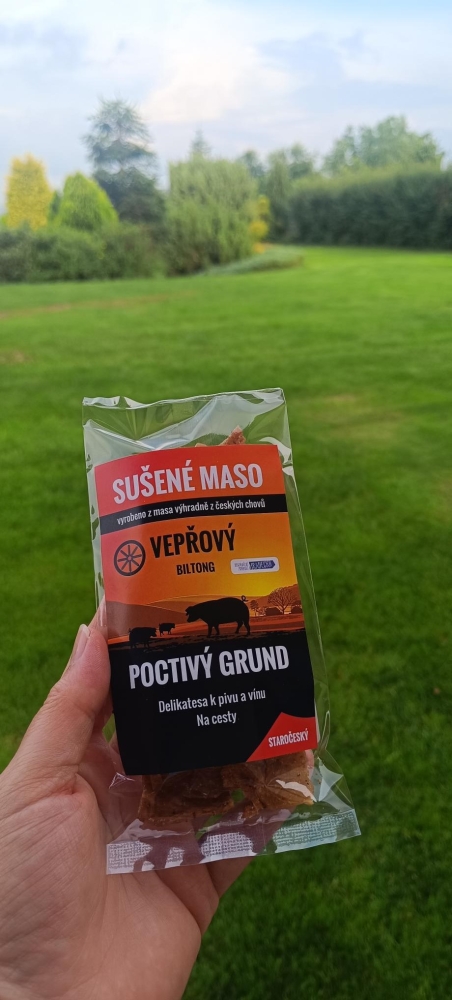 SUŠENÉ MASO
vyrobeno z masa výhradně z českých chovů
VEPŘOVÝ
BILTONG
POCTIVÝ GRUND
Delikatesa k pivu a vínu
Na cesty
STAROČESKÝ